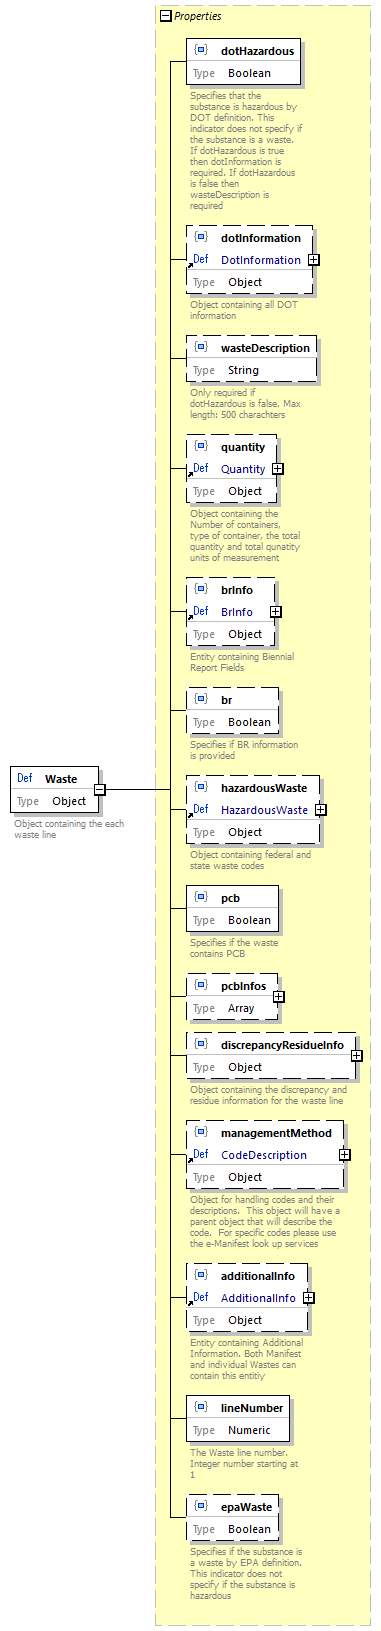 Properties
dotHazardous
Type Boolean
Specifies that the
substance is hazardous by
DOT definition. This
indicator does not specify if
the substance is a waste.
If dotHazardous is true
then dotInformation is
required. If dotHazardous
is false then
wasteDescription is
required
dotInformation
Def DotInformation
Type Object
Object containing all DOT
information
wasteDescription
Type String
Only required if
dotHazardous is false. Max
length: 500 charachters
quantity
Def Quantity
Type Object
Object containing the
Number of containers,
type of container, the total
quantity and total qunatity
units of measurement
brInfo
Def BrInfo
Type Object
Entity containing Biennial
Report Fields
br
Type Boolean
Specifies if BR information
is provided
Def Waste
Type Object
Object containing the each
waste line
hazardousWaste
Def HazardousWaste
Type Object
Object containing federal and
state waste codes
pcb
Type Boolean
Specifies if the waste
contains PCB
pcbInfos
Type Array
discrepancyResidueInfo
Type Object
Object containing the discrepancy and
residue information for the waste line
managementMethod
Def CodeDescription
Type Object
Object for handling codes and their
descriptions. This object will have a
parent object that will describe the
code. For specific codes please use
the e-Manifest look up services
additionalInfo
Def AdditionalInfo
Type Object
Entity containing Additional
Information. Both Manifest
and individual Wastes can
contain this entitiy
lineNumber
Type Numeric
The Waste line number.
Integer number starting at
1
epaWaste
Type Boolean
Specifies if the substance is
a waste by EPA definition.
This indicator does not
specify if the substance is
hazardous